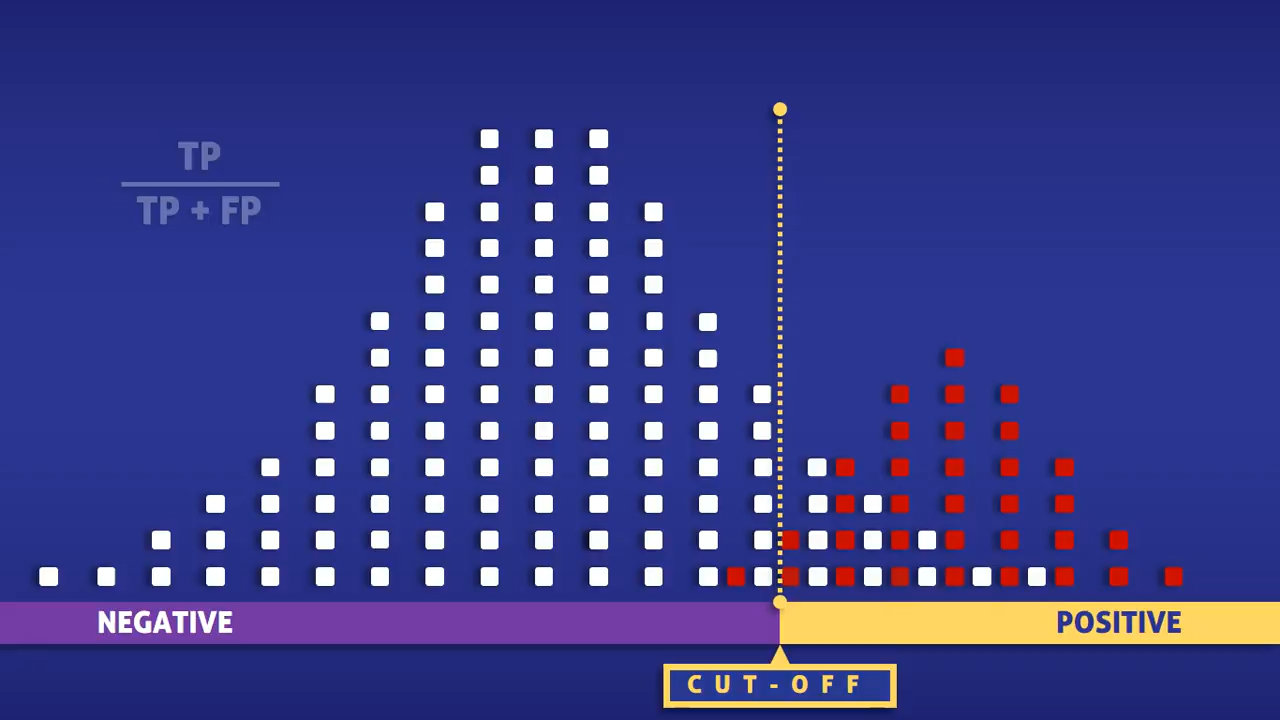 TP
TP + FP
NEGATIVE
POSITIVE
CUT-OFF